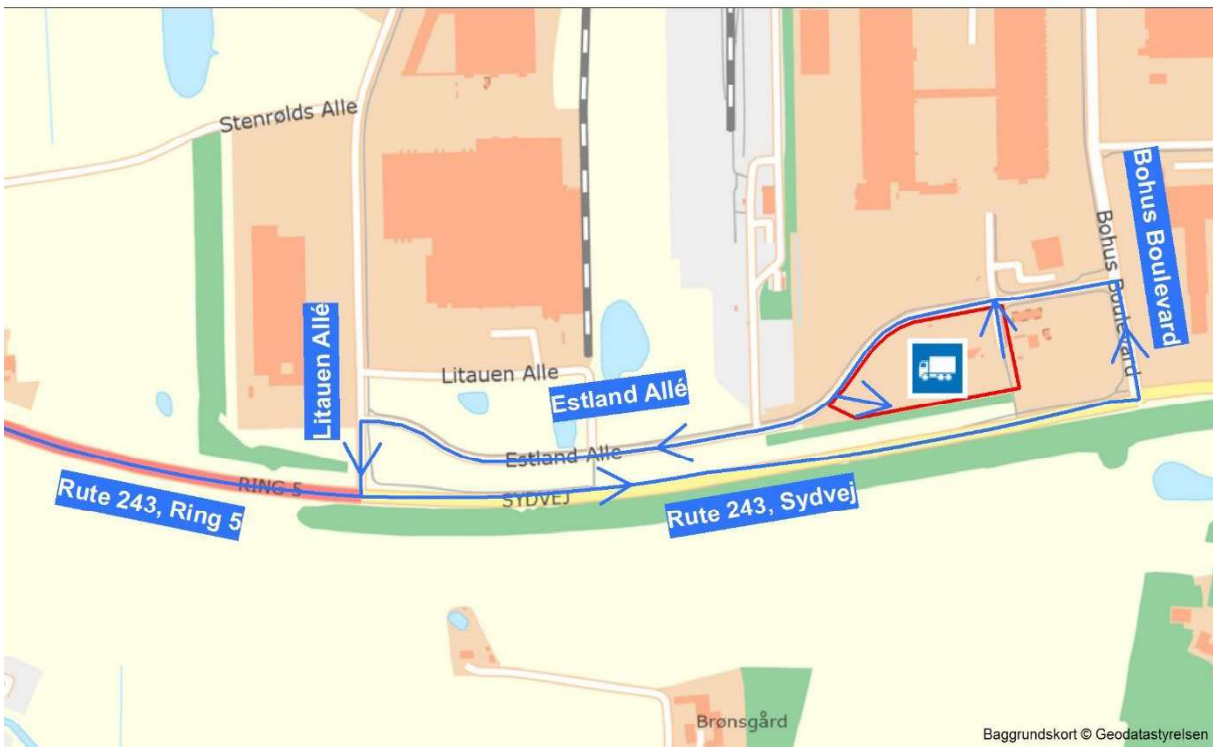 Stenrølds Alle
Bohus Boulevard
Bohus Boulevard
Litauen Allé
Litauen Alle
Estland Allé
Estland Alle
RING 5
SYDVEJ
Rute 243, Ring 5
Rute 243, Sydvej
Brønsgård
Baggrundskort © Geodatastyrelsen